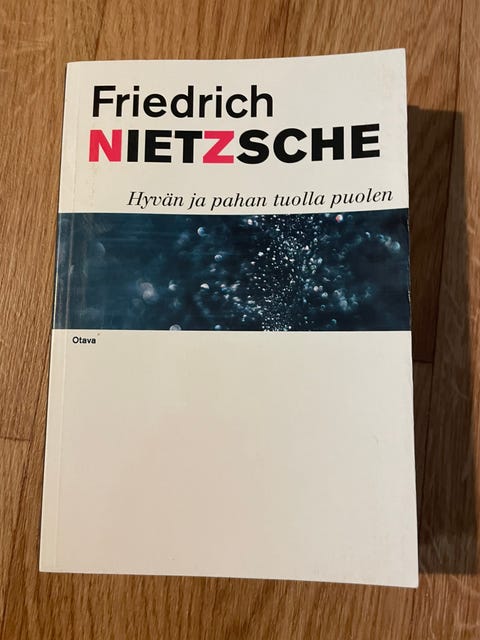 Friedrich
NIETZSCHE
Hyvän ja pahan tuolla puolen
Otava